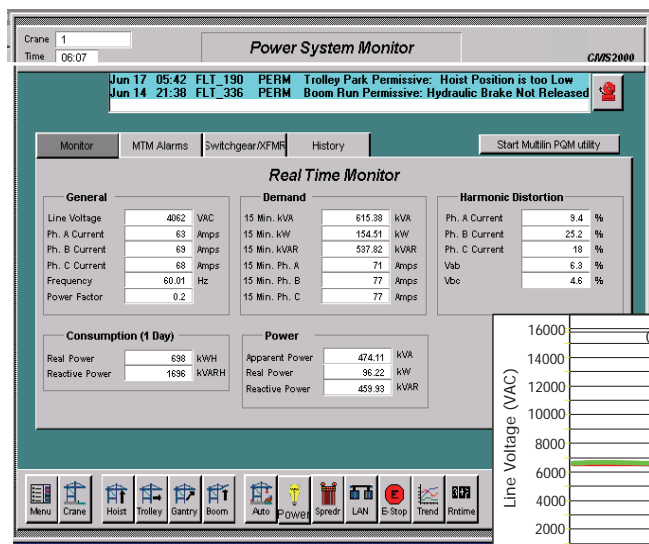 Crane 1
Time 06:07
Power System Monitor
CMS2000
Jun 17 05:42 FLT_190 PERM Trolley Park Permissive: Hoist Position is too Low
Jun 14 21:38 FLT_336 PERM Boom Run Permissive: Hydraulic Brake Not Released
Monitor MTM Alarms Switchgear/XFMR History
Start Multilin PQM utility
Real Time Monitor
General
Line Voltage 4062 VAC
Ph. A Current 63 Amps
Ph. B Current 69 Amps
Ph. C Current 68 Amps
Frequency 60.01 Hz
Power Factor 0.2
Demand
15 Min. kVA 615.38 kVA
15 Min. kW 154.51 kW
15 Min. kVAR 537.82 kVAR
15 Min. Ph. A 71 Amps
15 Min. Ph. B 77 Amps
15 Min. Ph. C 77 Amps
Harmonic Distortion
Ph. A Current 9.4 %
Ph. B Current 25.2 %
Ph. C Current 18 %
Vab 6.3 %
Vbc 4.6 %
Consumption (1 Day)
Real Power 698 KWH
Reactive Power 1696 kVARH
Power
Apparent Power 474.11 kVA
Real Power 96.22 kW
Reactive Power 459.93 kVAR
Line Voltage (VAC)
16000
14000
12000
10000
8000
6000
4000
2000
Menu Crane Hoist Trolley Gantry Boom Auto Power Spredr LAN E-Stop Trend Rntime